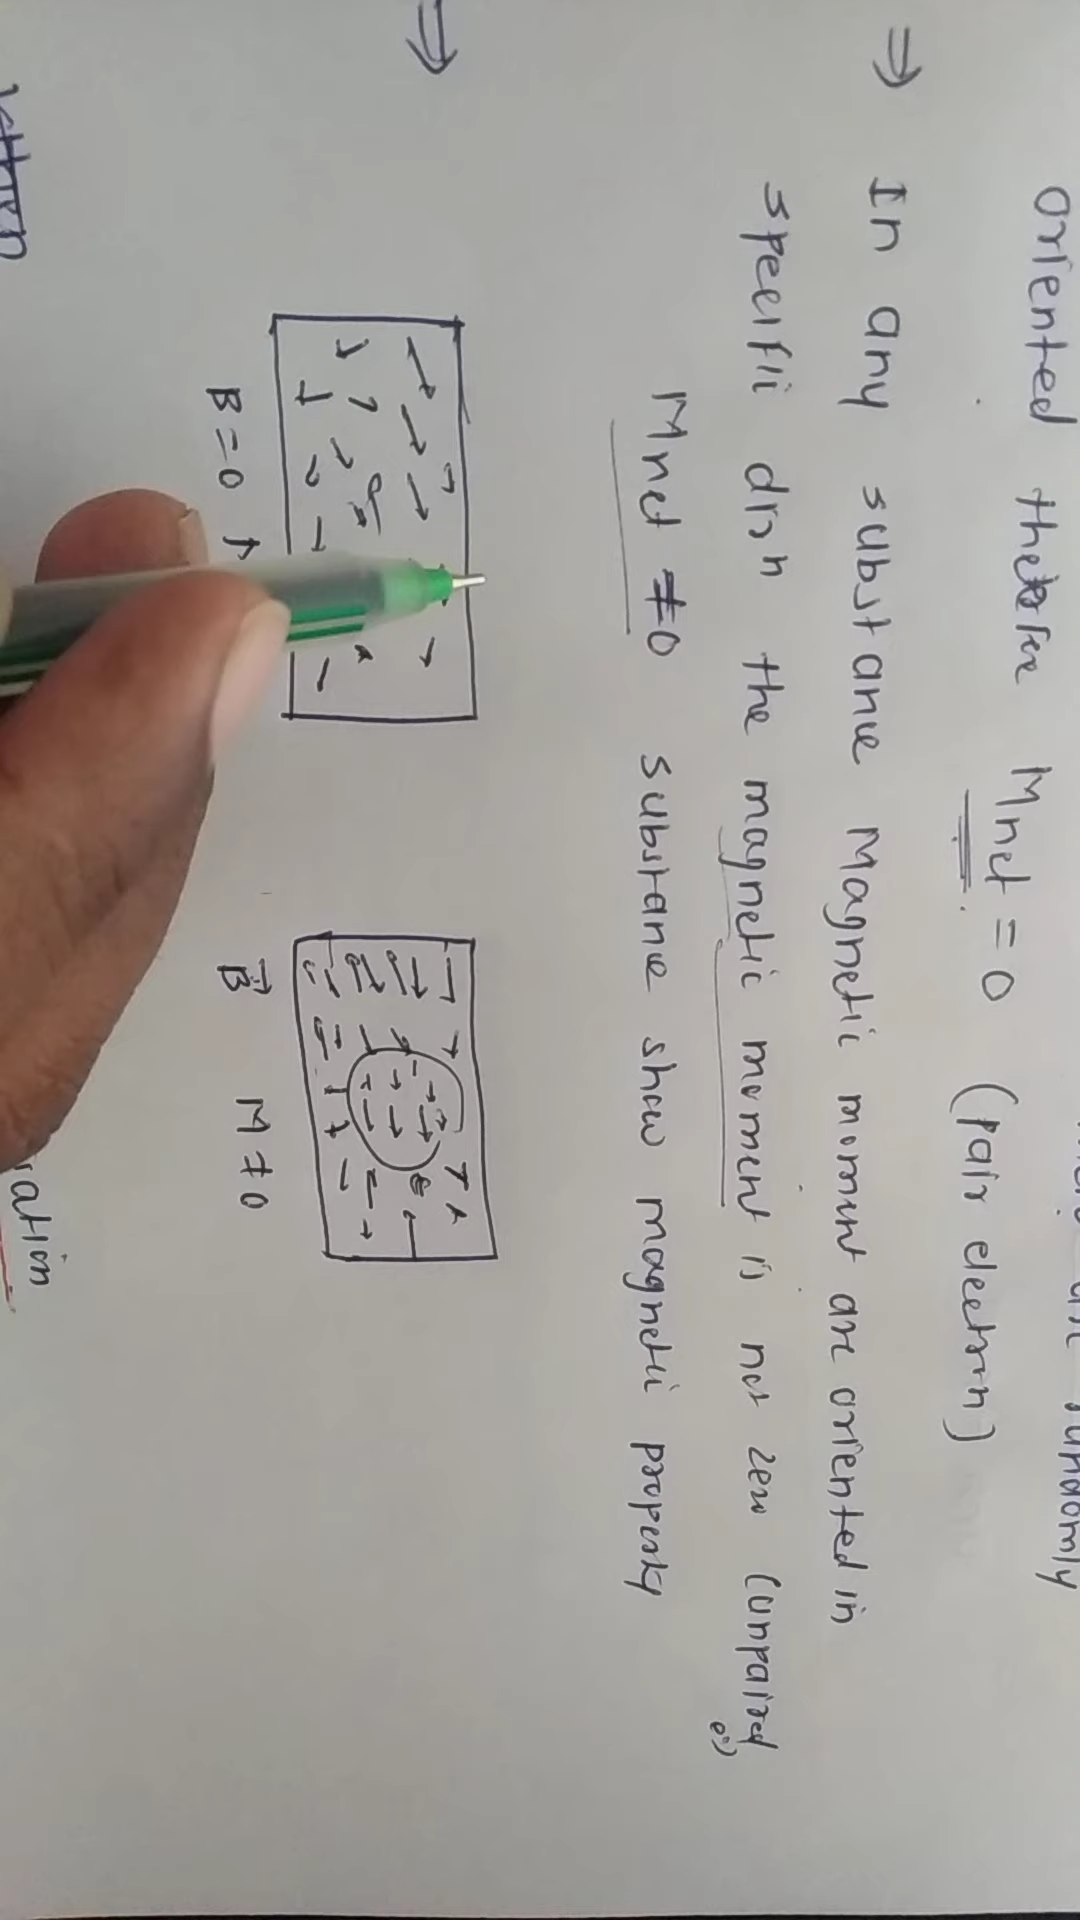 randomly
oriented therefore Mnet = 0 (pair electron)
⇒ In any substance Magnetic moment are oriented in
specific dirn the magnetic moment is not zero (unpaired e⁻s)
Mnet ≠ 0 substance show magnetic property
⇒
B = 0
B⃗ M ≠ 0